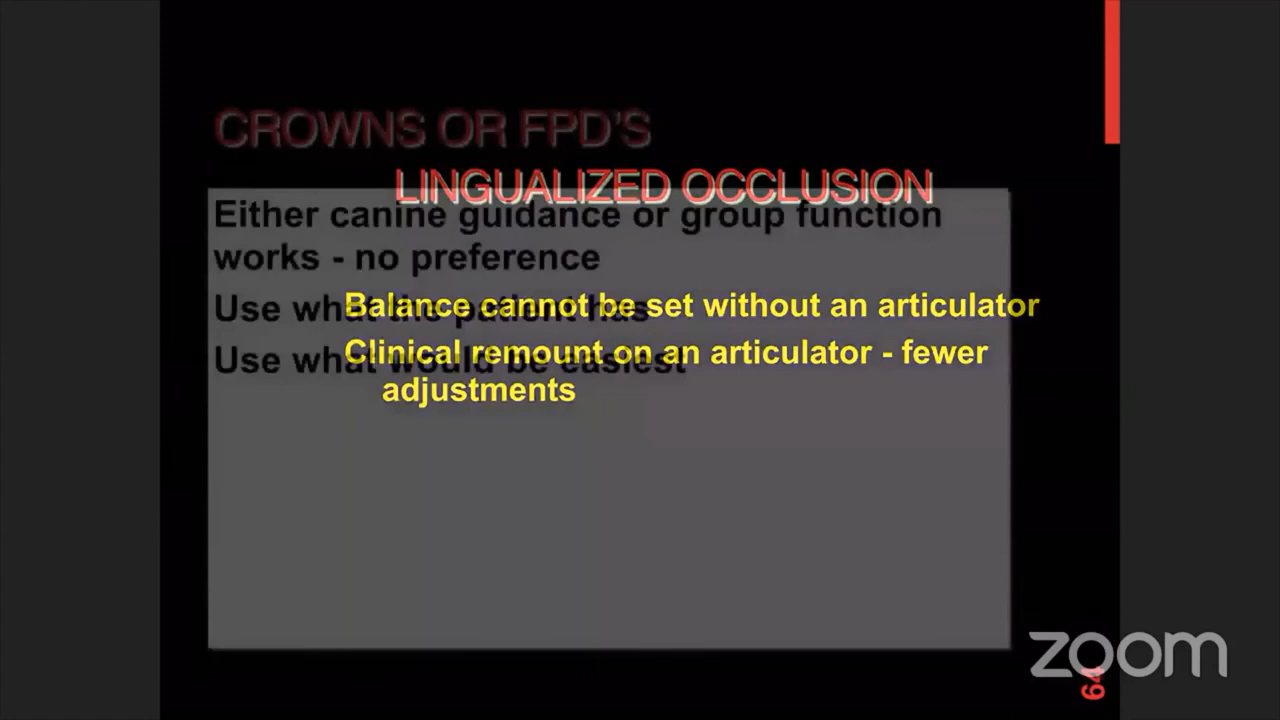 CROWNS OR FPD'S
LINGUALIZED OCCLUSION
Either canine guidance or group function
works - no preference
Use what the patient has
Balance cannot be set without an articulator
Use what would be easiest
Clinical remount on an articulator - fewer
adjustments
zoom
64